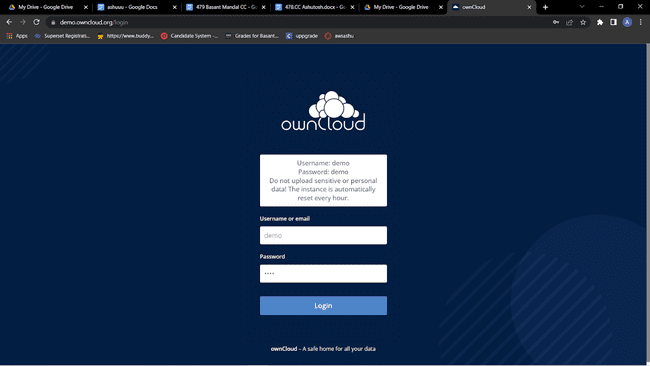 My Drive - Google Drive
ashuuu - Google Docs
479 Basant Mandal CC - Go
478.CC Ashutosh.docx - Go
My Drive - Google Drive
ownCloud
demo.owncloud.org/login
A
Apps
Superset Registrati...
https://www.buddy...
Candidate System -...
Grades for Basant...
C
uppgrade
awsashu
ownCloud
Username: demo
Password: demo
Do not upload sensitive or personal
data! The instance is automatically
reset every hour.
Username or email
demo
Password
Login
ownCloud – A safe home for all your data